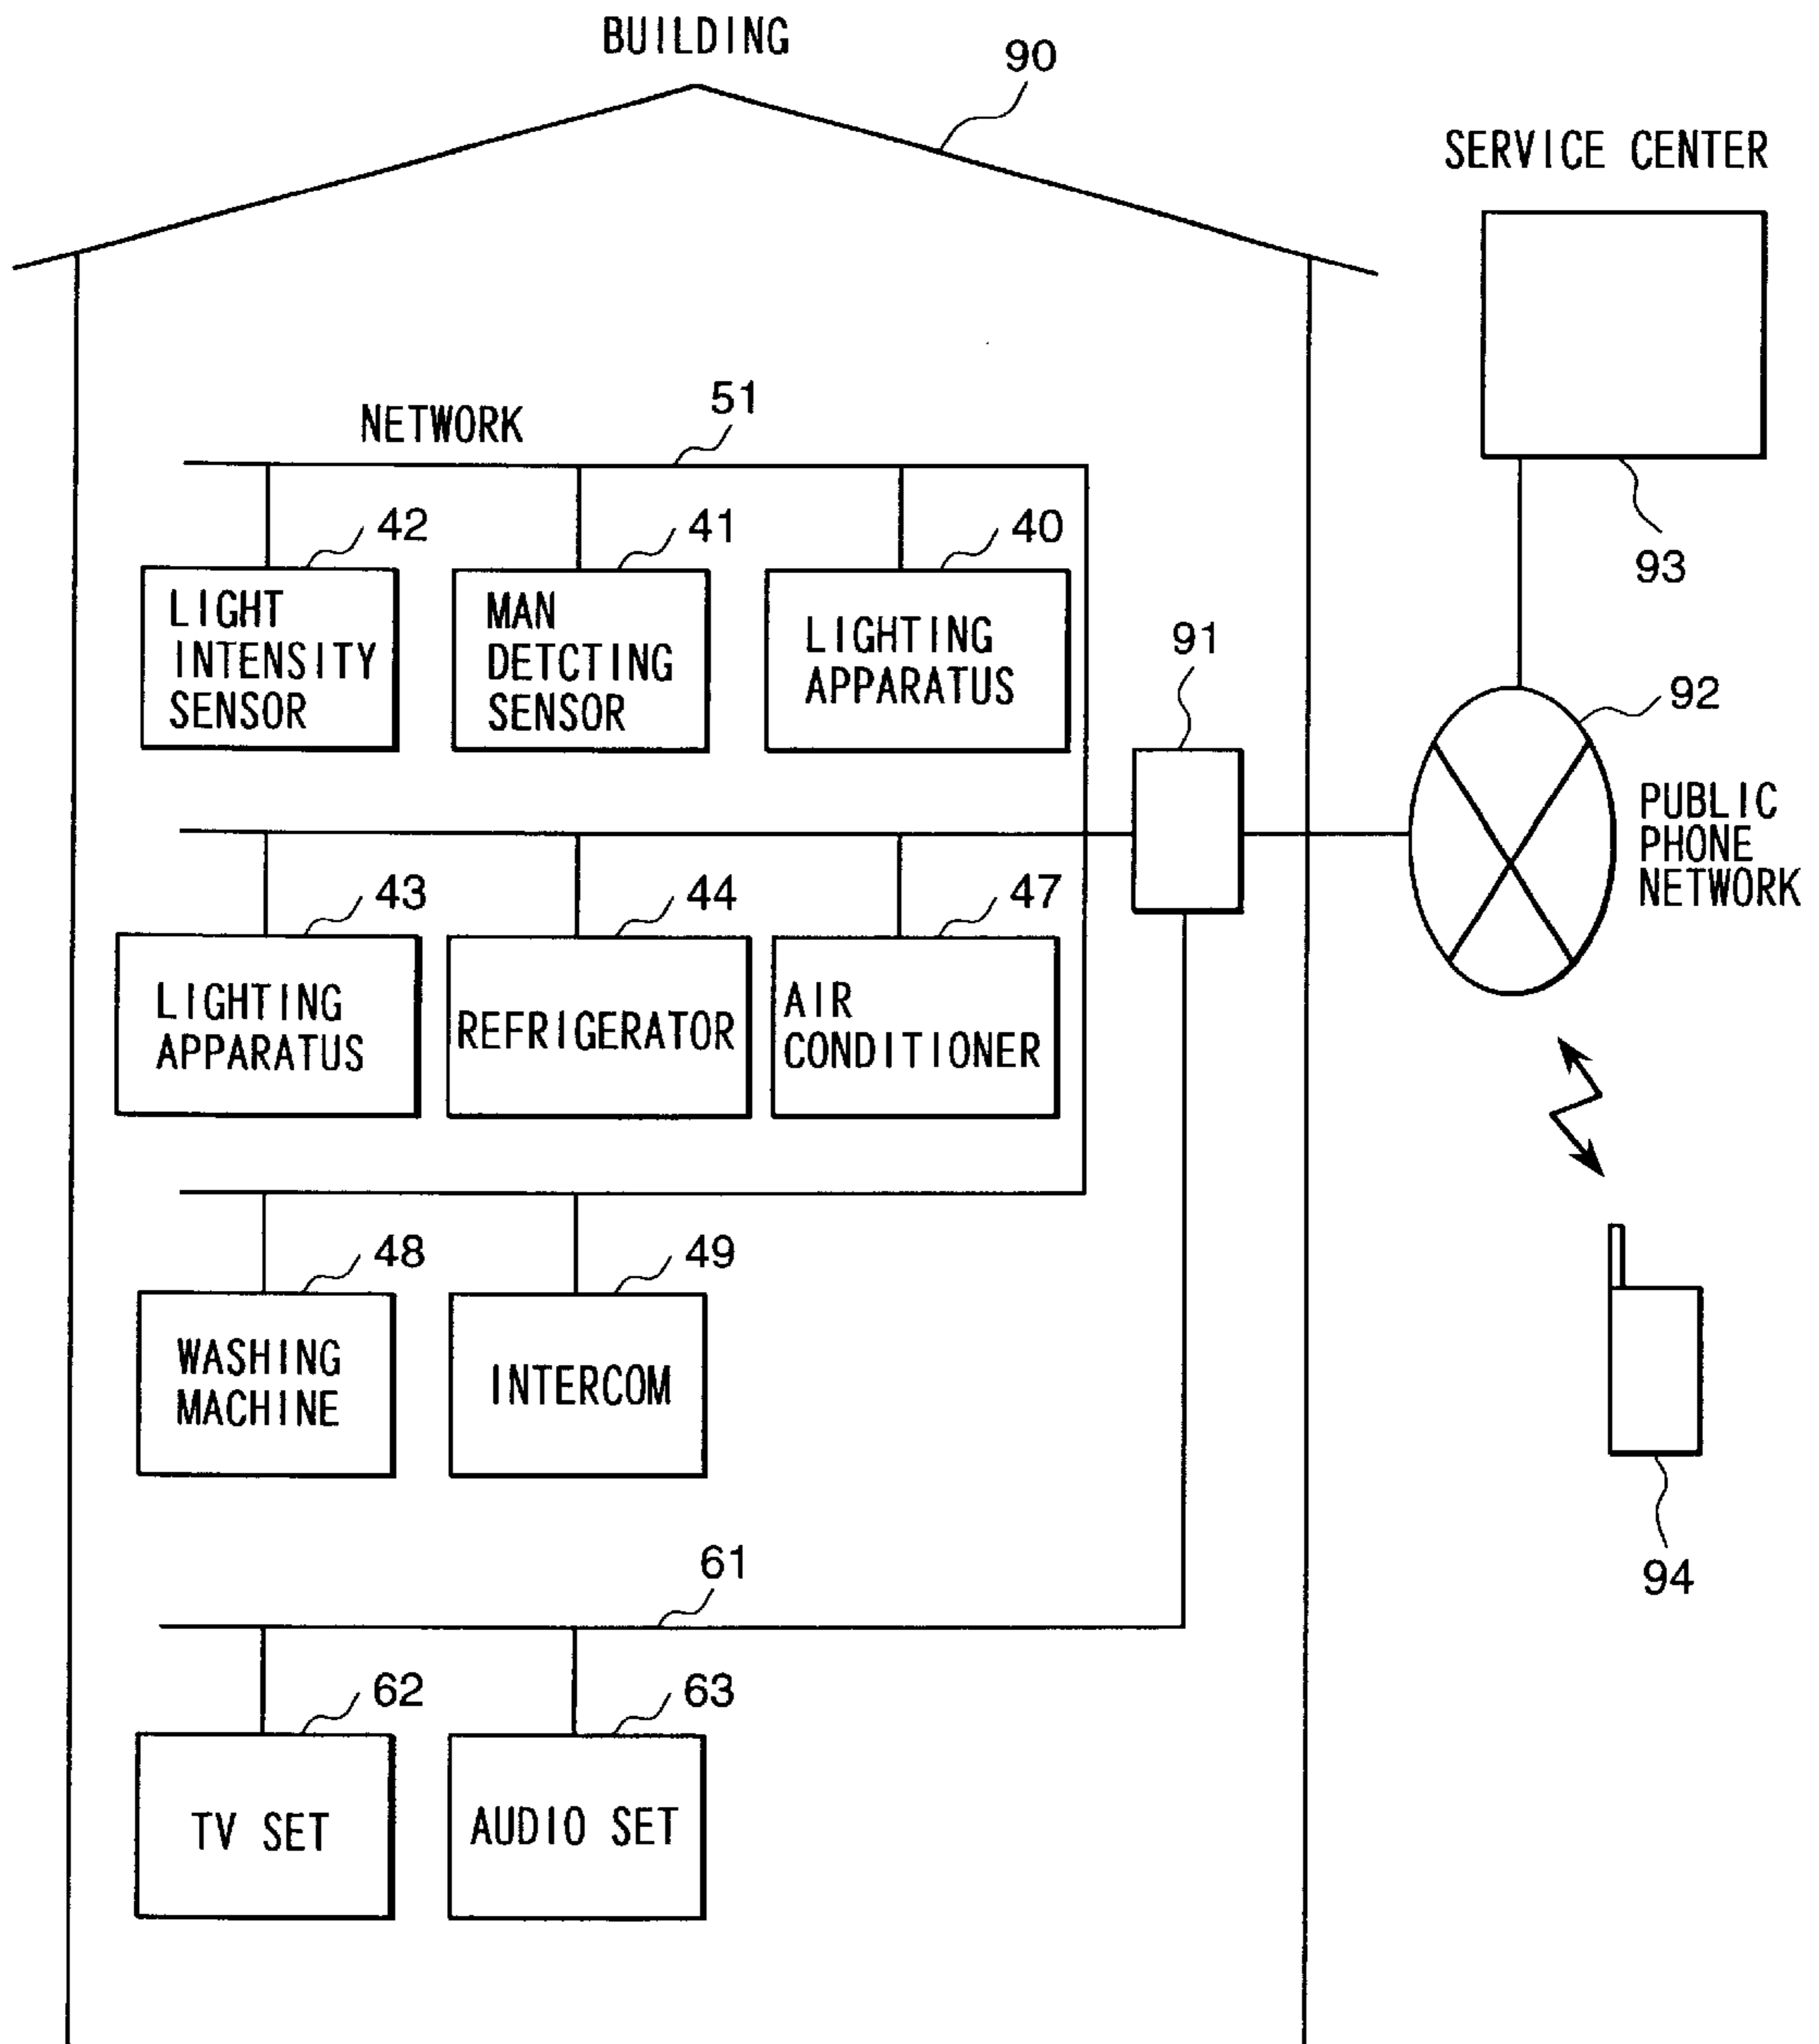 BUILDING
90
SERVICE CENTER
93
NETWORK
51
42
41
40
LIGHT
INTENSITY
SENSOR
MAN
DETCTING
SENSOR
LIGHTING
APPARATUS
91
92
PUBLIC
PHONE
NETWORK
43
44
47
LIGHTING
APPARATUS
REFRIGERATOR
AIR
CONDITIONER
48
49
WASHING
MACHINE
INTERCOM
94
61
62
63
TV SET
AUDIO SET